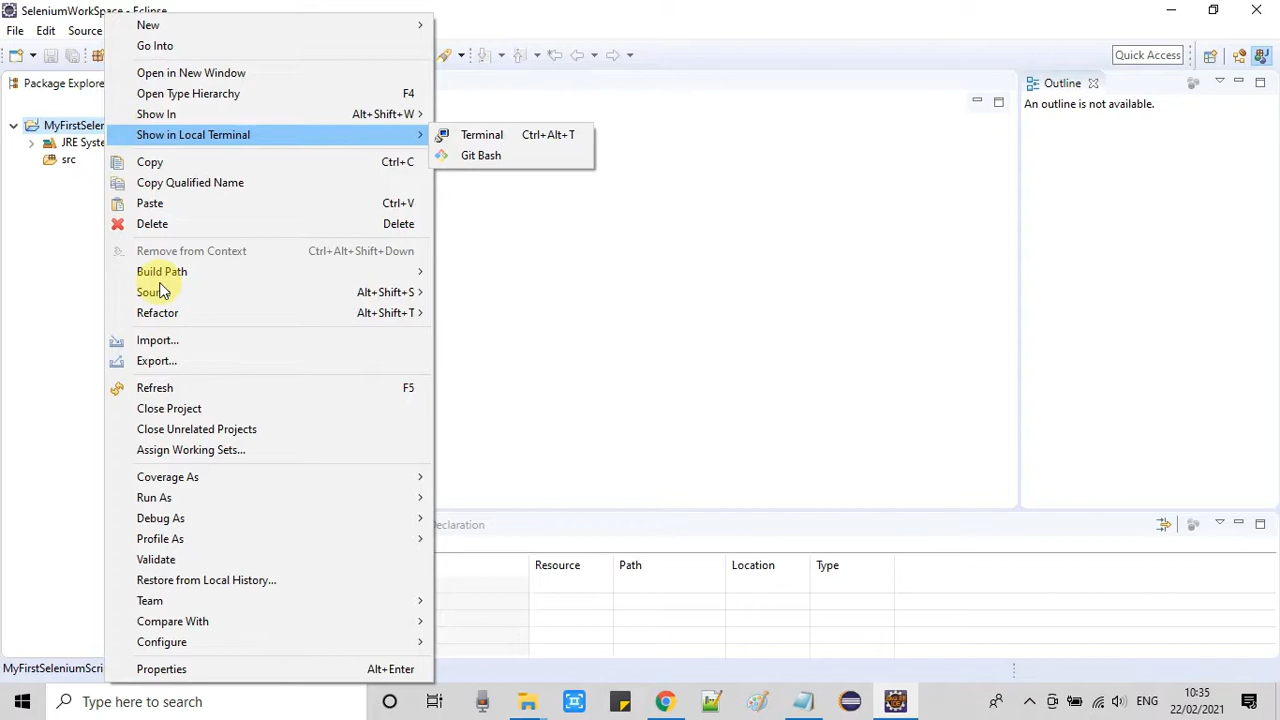 SeleniumWorkSpace - Eclipse
File Edit Source
Quick Access
Package Explore
Outline
An outline is not available.
MyFirstSelen
JRE Syste
src
New
Go Into
Open in New Window
Open Type Hierarchy F4
Show In Alt+Shift+W
Show in Local Terminal
Terminal Ctrl+Alt+T
Git Bash
Copy Ctrl+C
Copy Qualified Name
Paste Ctrl+V
Delete Delete
Remove from Context Ctrl+Alt+Shift+Down
Build Path
Source Alt+Shift+S
Refactor Alt+Shift+T
Import...
Export...
Refresh F5
Close Project
Close Unrelated Projects
Assign Working Sets...
Coverage As
Run As
Debug As
Profile As
Validate
Restore from Local History...
Team
Compare With
Configure
Properties Alt+Enter
Declaration
Resource Path Location Type
MyFirstSeleniumScri
Type here to search
ENG
10:35
22/02/2021